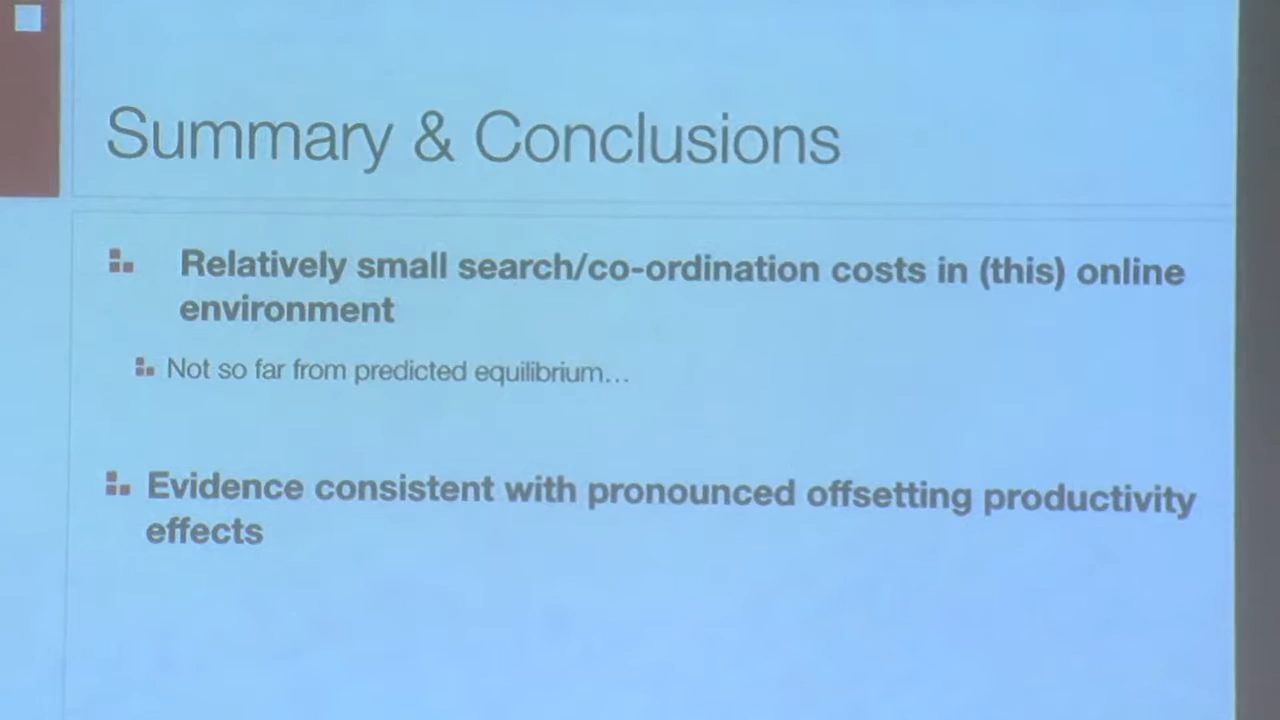 Summary & Conclusions
Relatively small search/co-ordination costs in (this) online
environment
Not so far from predicted equilibrium…
Evidence consistent with pronounced offsetting productivity
effects